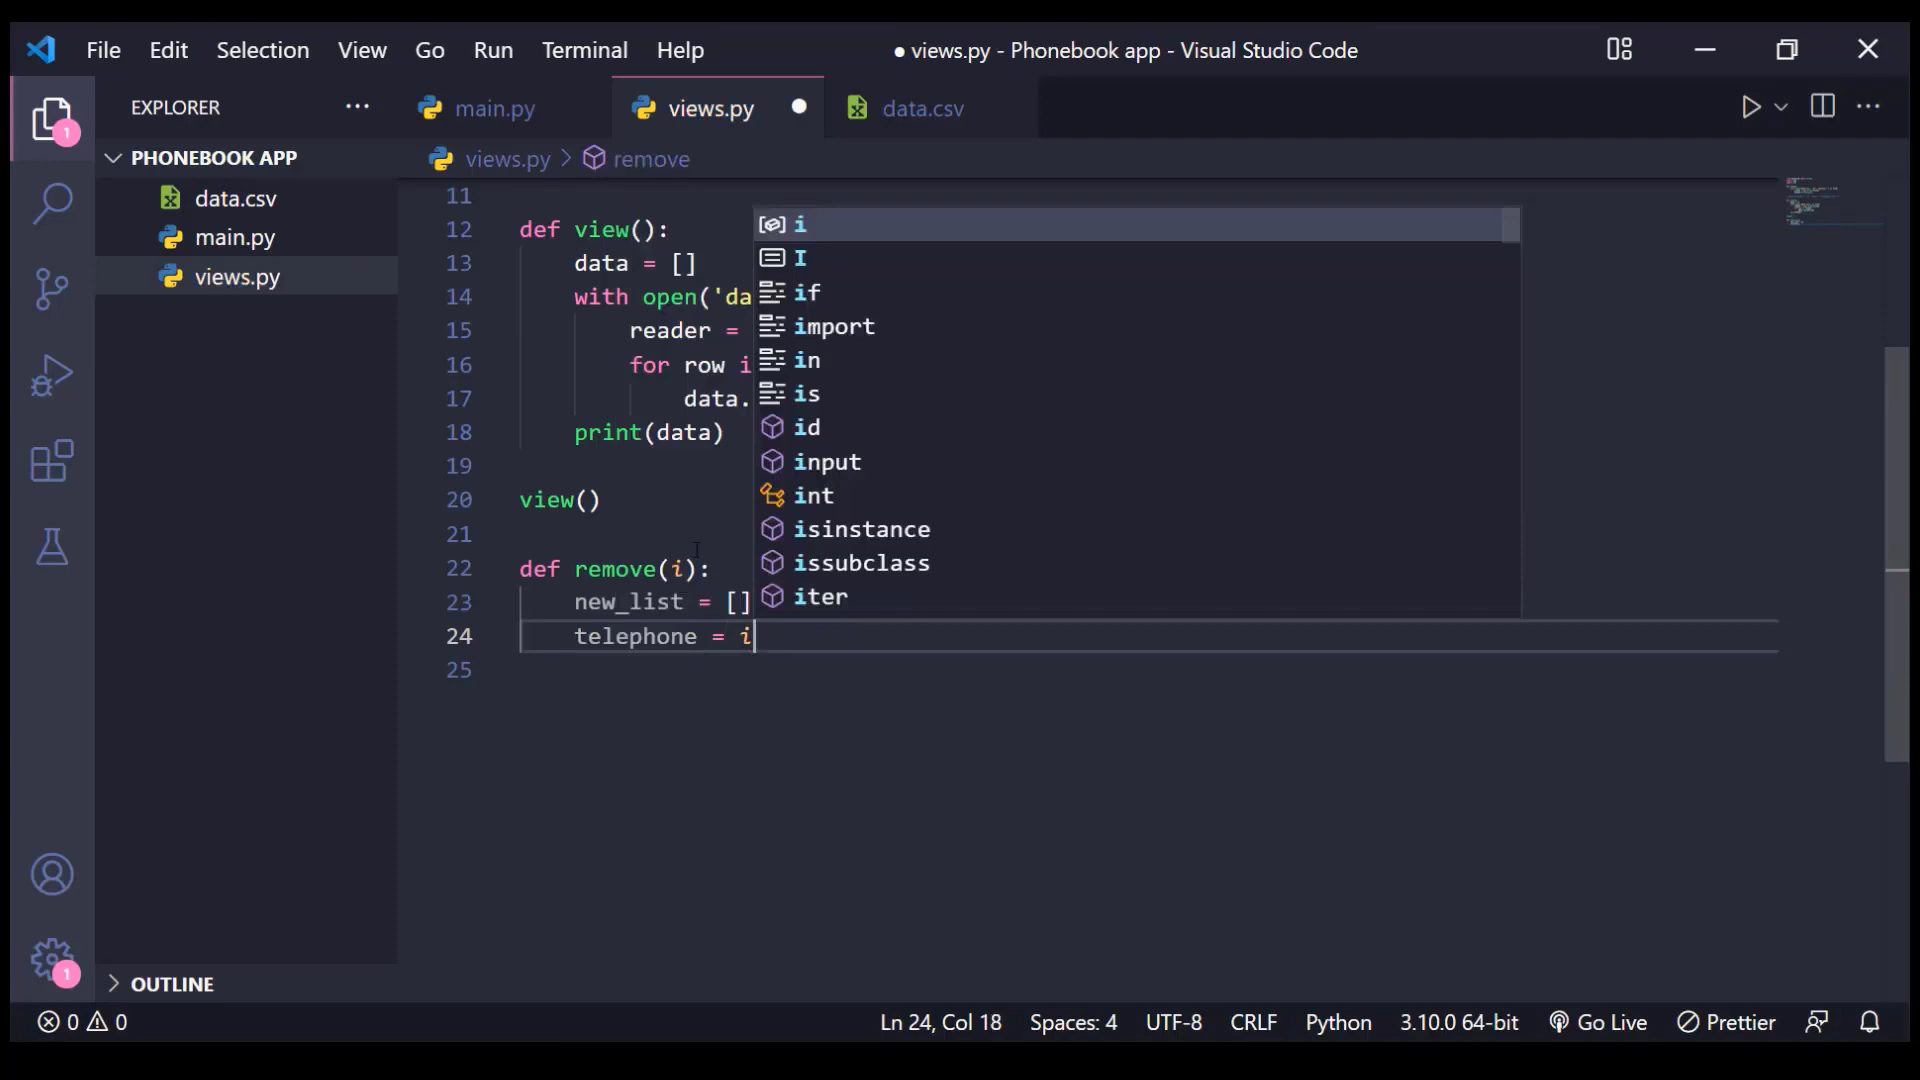 File Edit Selection View Go Run Terminal Help ● views.py - Phonebook app - Visual Studio Code
EXPLORER ··· main.py views.py ● data.csv ···
1
PHONEBOOK APP
views.py > remove
data.csv
main.py
views.py
11
12 def view():
13 data = []
14 with open('da
15 reader =
16 for row i
17 data.
18 print(data)
19
20 view()
21
22 def remove(i):
23 new_list = []
24 telephone = i
25
i
I
if
import
in
is
id
input
int
isinstance
issubclass
iter
1
OUTLINE
0 0 Ln 24, Col 18 Spaces: 4 UTF-8 CRLF Python 3.10.0 64-bit Go Live Prettier